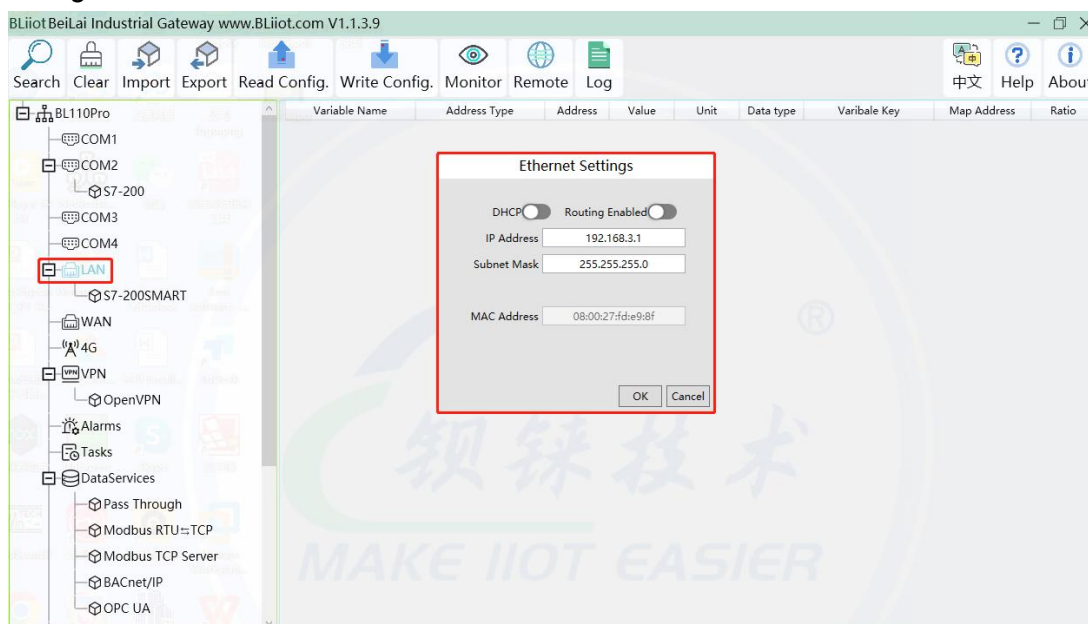 BLiiot BeiLai Industrial Gateway www.BLiiot.com V1.1.3.9
Search Clear Import Export Read Config. Write Config. Monitor Remote Log 中文 Help About
Variable Name Address Type Address Value Unit Data type Varibale Key Map Address Ratio
BL110Pro
COM1
COM2
S7-200
COM3
COM4
LAN
S7-200SMART
WAN
4G
VPN VPN
OpenVPN
Alarms
Tasks
DataServices
Pass Through
Modbus RTU⇆TCP
Modbus TCP Server
BACnet/IP
OPC UA
Ethernet Settings
DHCP Routing Enabled
IP Address 192.168.3.1
Subnet Mask 255.255.255.0
MAC Address 08:00:27:fd:e9:8f
OK Cancel
®
钡铼技术
MAKE IIOT EASIER